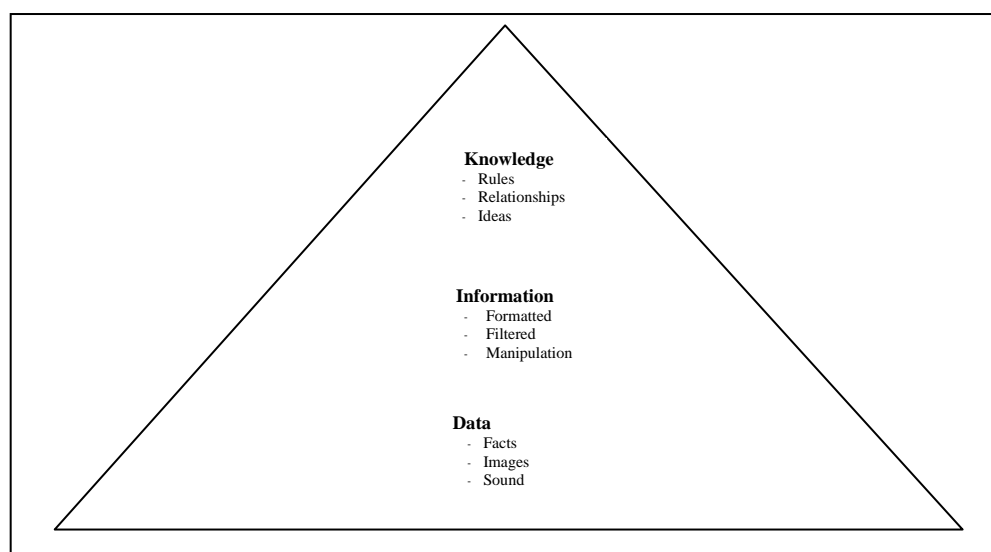 Knowledge
- Rules
- Relationships
- Ideas
Information
- Formatted
- Filtered
- Manipulation
Data
- Facts
- Images
- Sound